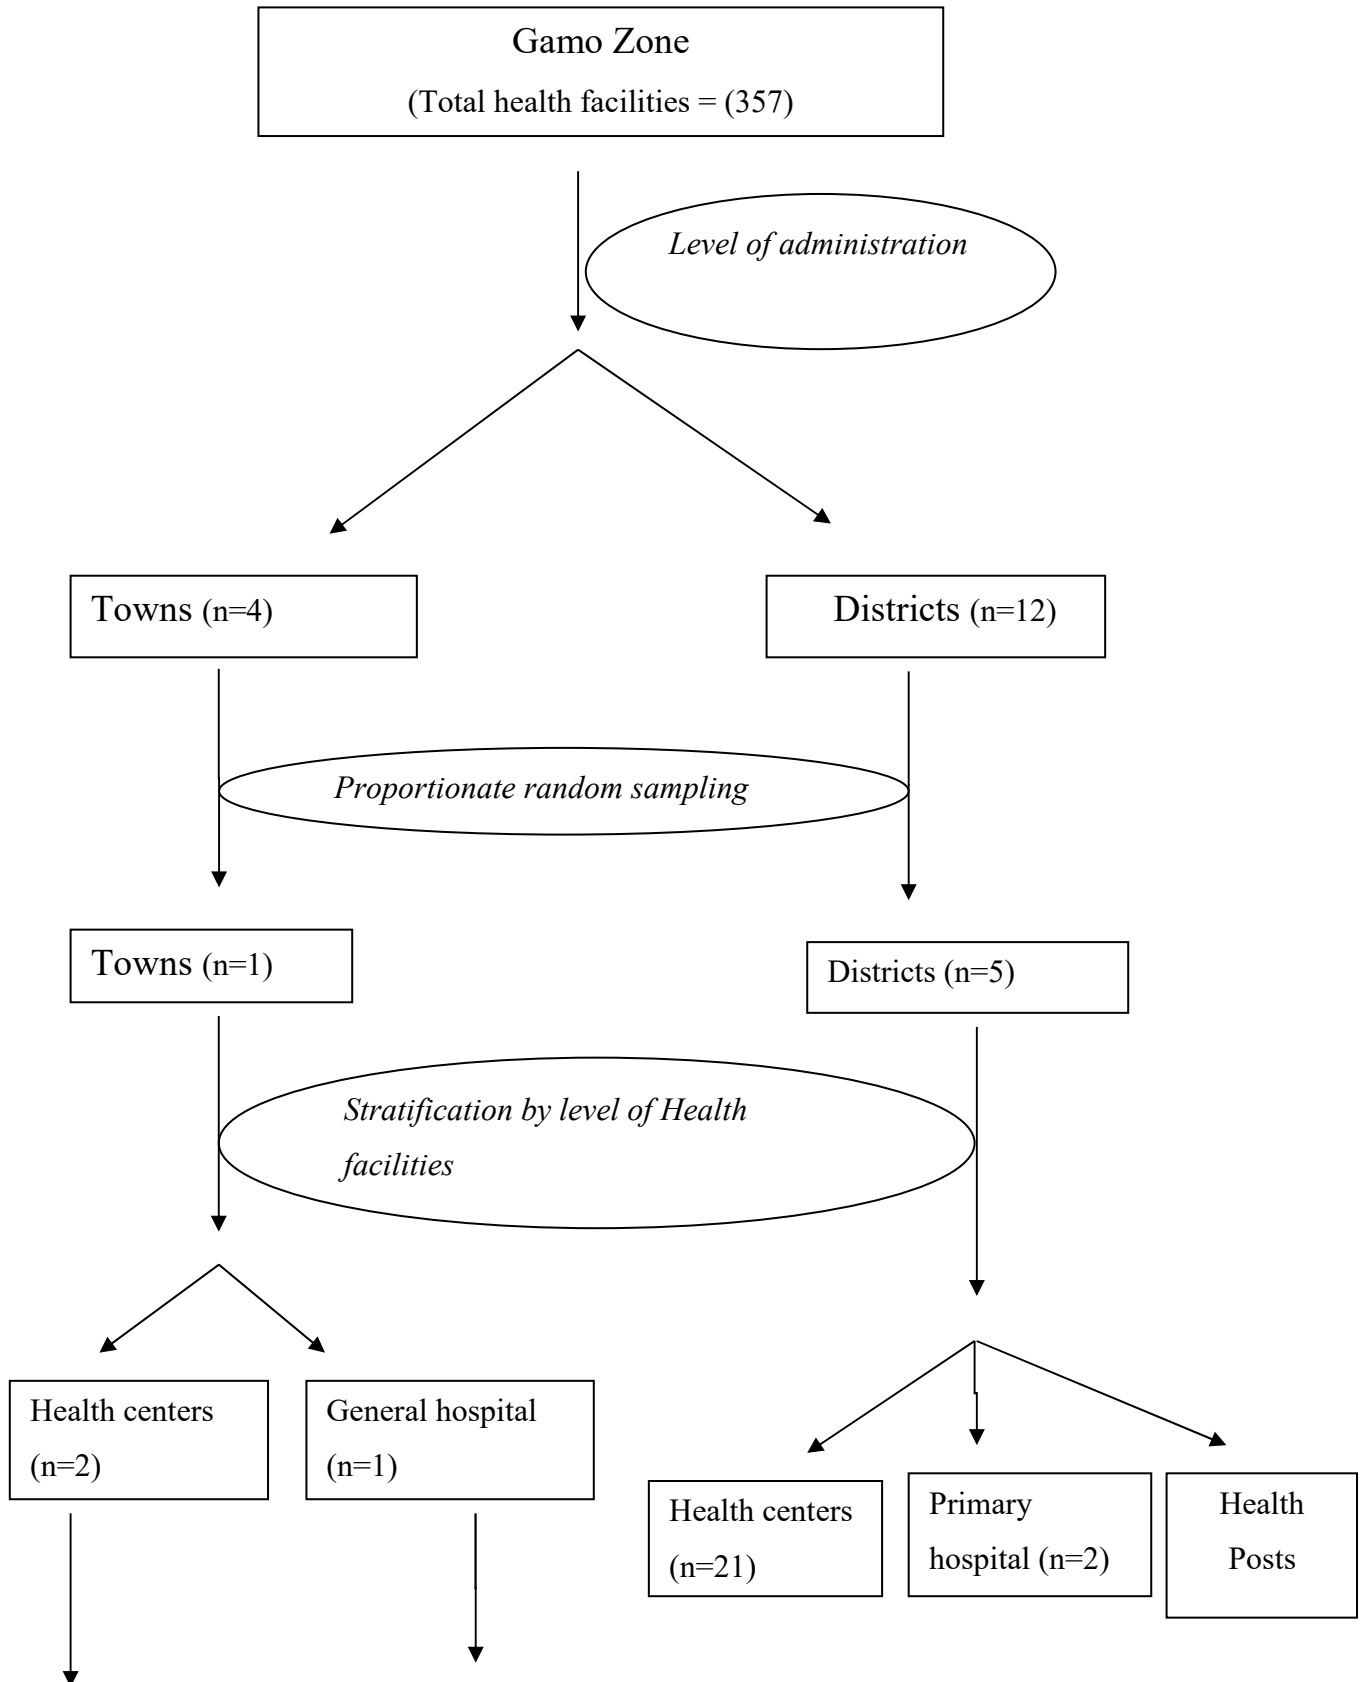 Gamo Zone
(Total health facilities = (357)
Level of administration
Towns (n=4)
Districts (n=12)
Proportionate random sampling
Towns (n=1)
Districts (n=5)
Stratification by level of Health
facilities
Health centers
(n=2)
General hospital
(n=1)
Health centers
(n=21)
Primary
hospital (n=2)
Health
Posts